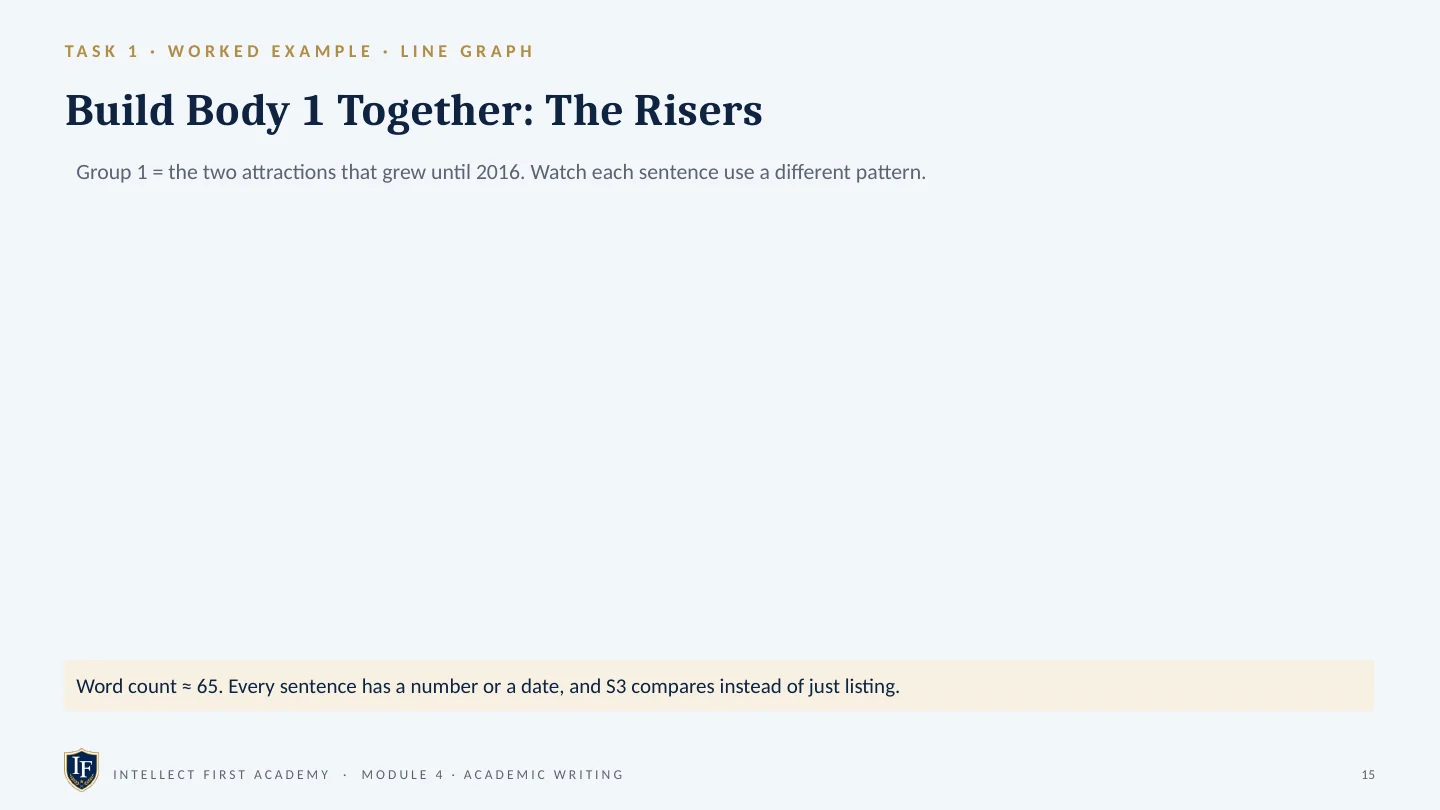 TASK 1 · WORKED EXAMPLE · LINE GRAPH
Build Body 1 Together: The Risers
Group 1 = the two attractions that grew until 2016. Watch each sentence use a different pattern.
Word count ≈ 65. Every sentence has a number or a date, and S3 compares instead of just listing.
IF
INTELLECT FIRST ACADEMY · MODULE 4 · ACADEMIC WRITING
15